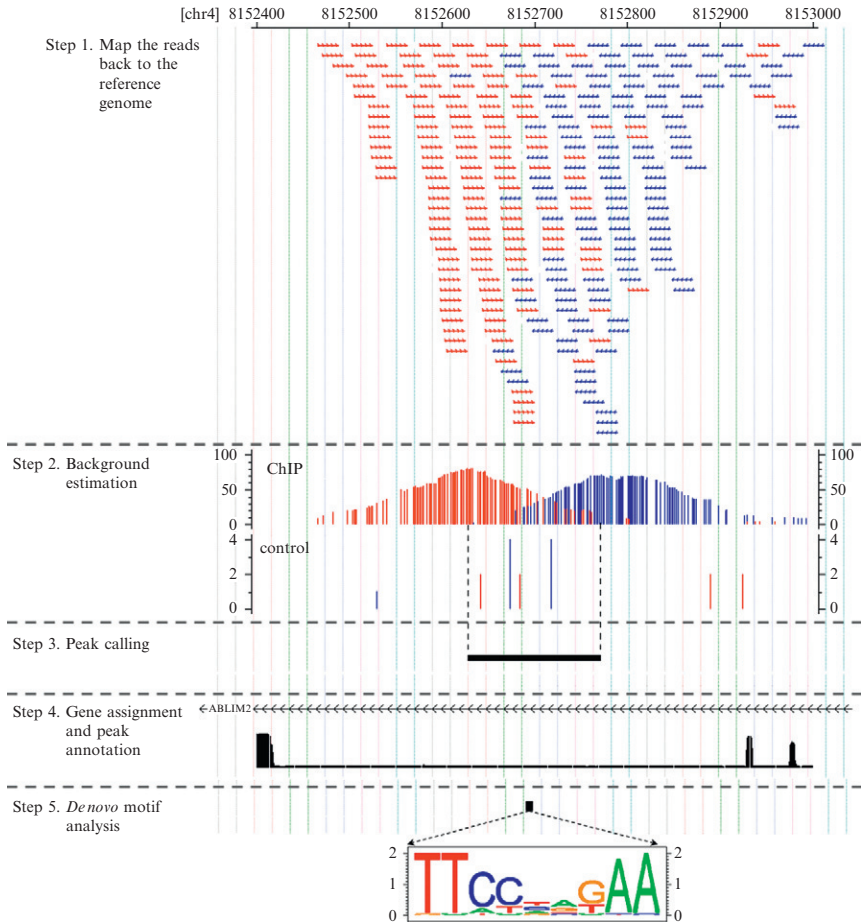 [chr4] 8152400 8152500 8152600 8152700 8152800 8152900 8153000
Step 1. Map the reads
back to the
reference
genome
Step 2. Background
estimation
100
50
0
ChIP
100
50
0
control
4
2
0
4
2
0
Step 3. Peak calling
Step 4. Gene assignment
and peak
annotation
ABLIM2
Step 5. De novo motif
analysis
2
1
0
TTCC
GAA
2
1
0